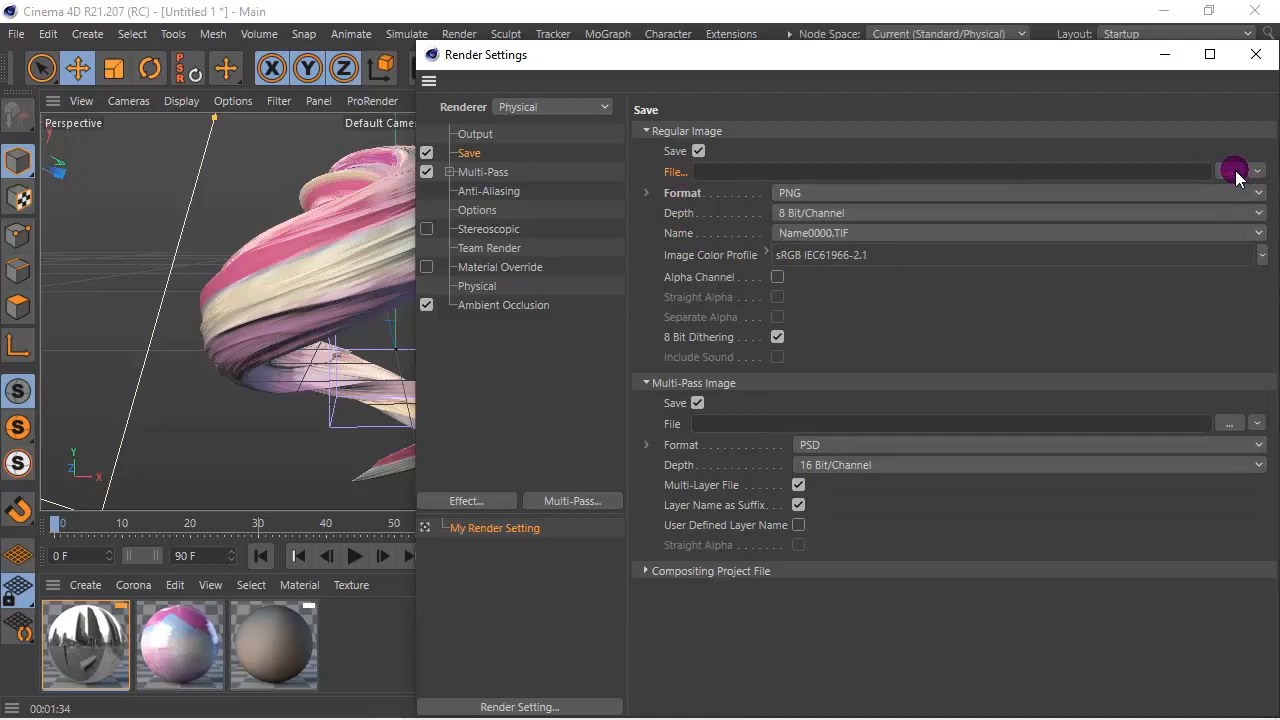 Cinema 4D R21.207 (RC) - [Untitled 1 *] - Main
File Edit Create Select Tools Mesh Volume Snap Animate Simulate Render Sculpt Tracker MoGraph Character Extensions Node Space: Current (Standard/Physical) Layout: Startup
Render Settings
PSR
X Y Z
View Cameras Display Options Filter Panel ProRender
Perspective
Default Came
Renderer Physical
Output
Save
Multi-Pass
Anti-Aliasing
Options
Stereoscopic
Team Render
Material Override
Physical
Ambient Occlusion
Effect...
Multi-Pass...
My Render Setting
Render Setting...
Save
Regular Image
Save
File...
Format . . . . . . . . . PNG
Depth . . . . . . . . . . 8 Bit/Channel
Name . . . . . . . . . . Name0000.TIF
Image Color Profile sRGB IEC61966-2.1
Alpha Channel
Straight Alpha . . .
Separate Alpha . .
8 Bit Dithering . . .
Include Sound . . .
Multi-Pass Image
Save
File ...
Format . . . . . . . . . . . . PSD
Depth . . . . . . . . . . . . . 16 Bit/Channel
Multi-Layer File . . . .
Layer Name as Suffix. . .
User Defined Layer Name
Straight Alpha . . . . . . .
Compositing Project File
Y
Z
X
S
S
S
0 10 20 30 40 50
0 F 90 F
Create Corona Edit View Select Material Texture
00:01:34